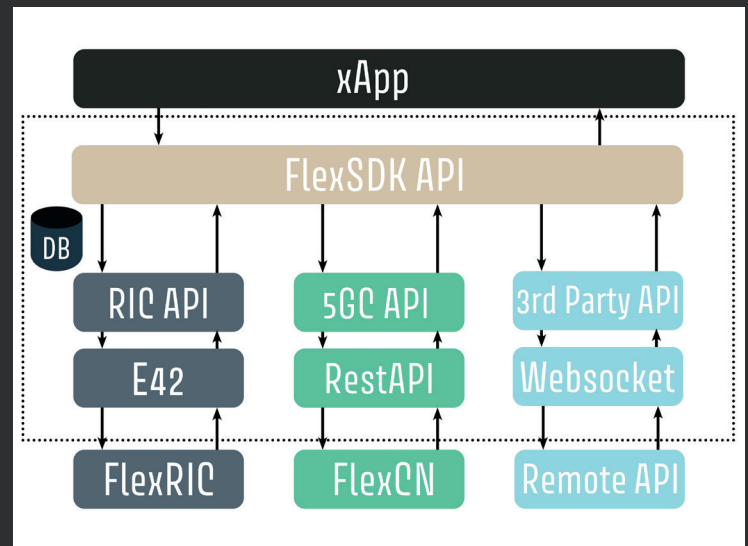 xApp
FlexSDK API
DB
RIC API
5GC API
3rd Party API
E42
RestAPI
Websocket
FlexRIC
FlexCN
Remote API